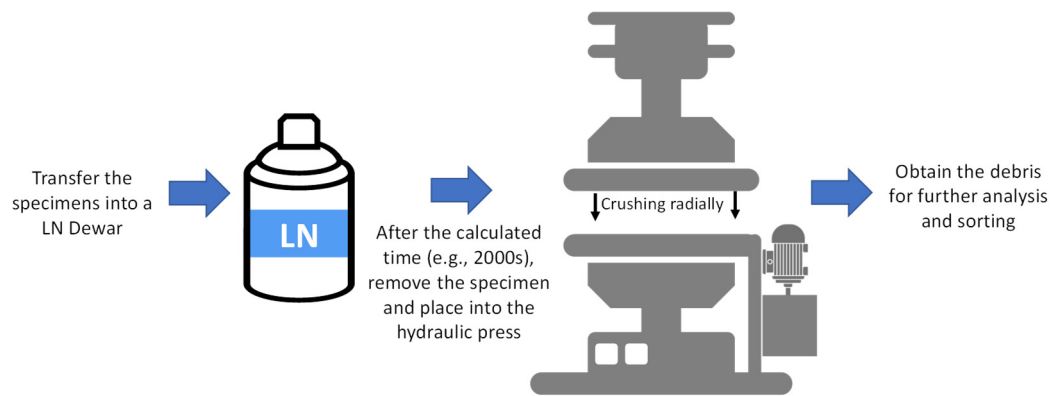 Transfer the
specimens into a
LN Dewar
LN
After the calculated
time (e.g., 2000s),
remove the specimen
and place into the
hydraulic press
Crushing radially
Obtain the debris
for further analysis
and sorting